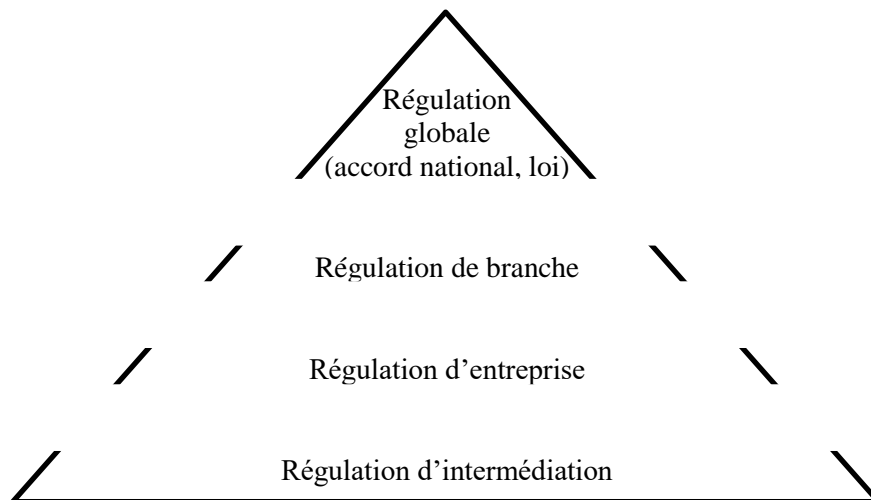 Régulation
globale
(accord national, loi)
Régulation de branche
Régulation d’entreprise
Régulation d’intermédiation